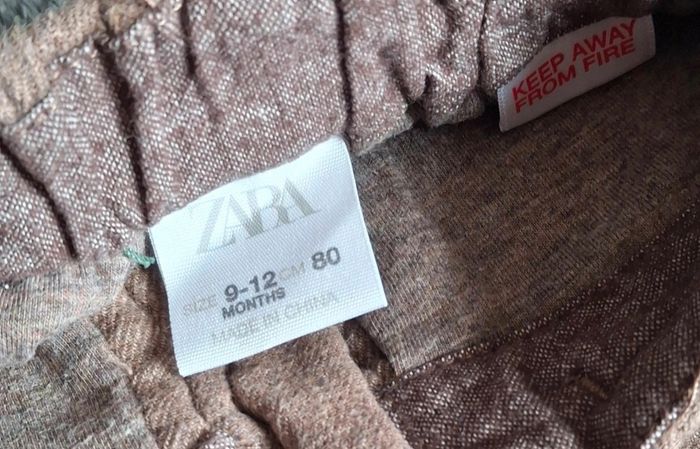 ZARA
SIZE 9-12 CM 80
MONTHS
MADE IN CHINA
KEEP AWAY
FROM FIRE